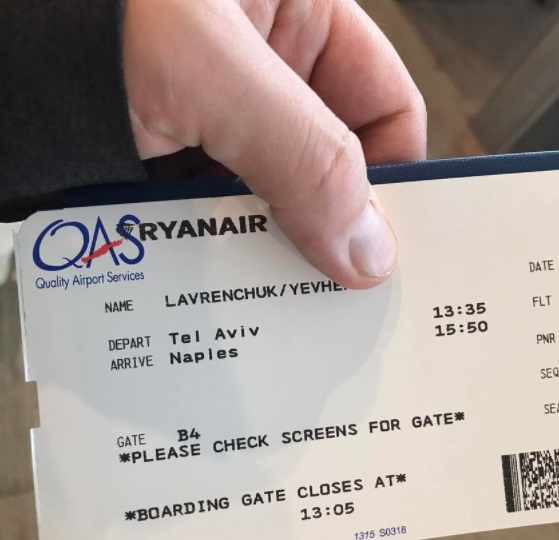 QAS RYANAIR
Quality Airport Services
NAME LAVRENCHUK/YEVHE
DATE
DEPART Tel Aviv 13:35
FLT
ARRIVE Naples 15:50
PNR
SEQ
GATE B4
*PLEASE CHECK SCREENS FOR GATE*
*BOARDING GATE CLOSES AT*
13:05
1315 S0318